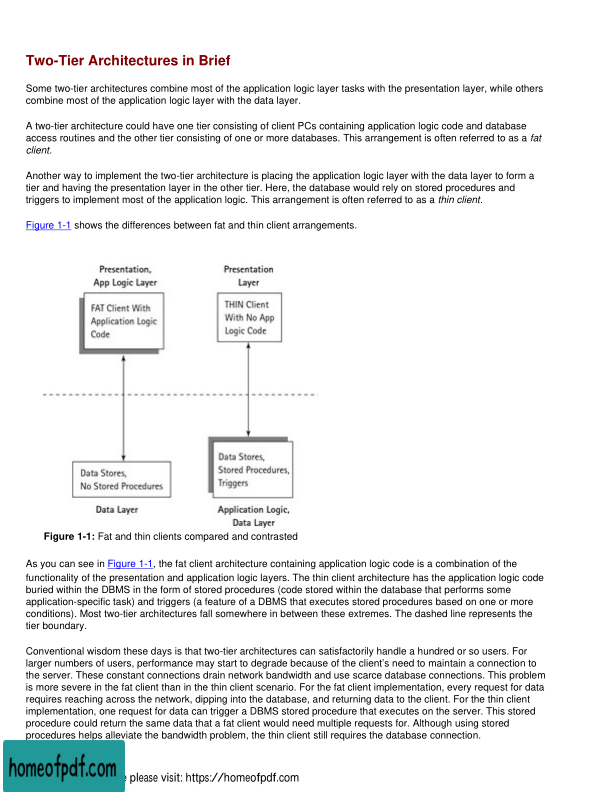 Two-Tier Architectures in Brief
Some two-tier architectures combine most of the application logic layer tasks with the presentation layer, while others
combine most of the application logic layer with the data layer.
A two-tier architecture could have one tier consisting of client PCs containing application logic code and database
access routines and the other tier consisting of one or more databases. This arrangement is often referred to as a fat
client.
Another way to implement the two-tier architecture is placing the application logic layer with the data layer to form a
tier and having the presentation layer in the other tier. Here, the database would rely on stored procedures and
triggers to implement most of the application logic. This arrangement is often referred to as a thin client.
Figure 1-1 shows the differences between fat and thin client arrangements.
Presentation,
App Logic Layer
FAT Client With
Application Logic
Code
Presentation
Layer
THIN Client
With No App
Logic Code
Data Stores,
No Stored Procedures
Data Layer
Data Stores,
Stored Procedures,
Triggers
Application Logic,
Data Layer
Figure 1-1: Fat and thin clients compared and contrasted
As you can see in Figure 1-1, the fat client architecture containing application logic code is a combination of the
functionality of the presentation and application logic layers. The thin client architecture has the application logic code
buried within the DBMS in the form of stored procedures (code stored within the database that performs some
application-specific task) and triggers (a feature of a DBMS that executes stored procedures based on one or more
conditions). Most two-tier architectures fall somewhere in between these extremes. The dashed line represents the
tier boundary.
Conventional wisdom these days is that two-tier architectures can satisfactorily handle a hundred or so users. For
larger numbers of users, performance may start to degrade because of the client's need to maintain a connection to
the server. These constant connections drain network bandwidth and use scarce database connections. This problem
is more severe in the fat client than in the thin client scenario. For the fat client implementation, every request for data
requires reaching across the network, dipping into the database, and returning data to the client. For the thin client
implementation, one request for data can trigger a DBMS stored procedure that executes on the server. This stored
procedure could return the same data that a fat client would need multiple requests for. Although using stored
procedures helps alleviate the bandwidth problem, the thin client still requires the database connection.
homeofpdf.com
please visit: https://homeofpdf.com